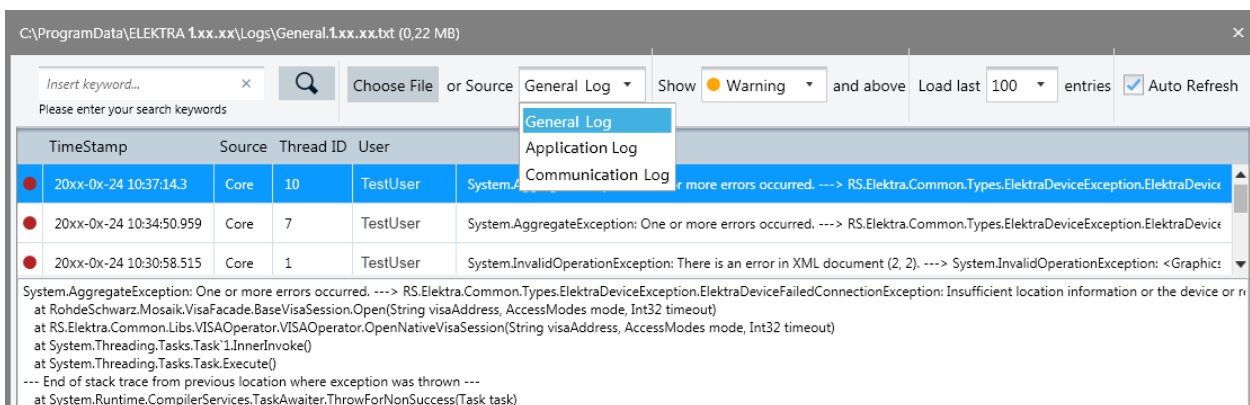 C:\ProgramData\ELEKTRA 1.xx.xx\Logs\General.1.xx.xx.txt (0,22 MB)
Insert keyword...
Please enter your search keywords
Choose File or Source General Log Show Warning and above Load last 100 entries Auto Refresh
General Log
Application Log
Communication Log
TimeStamp Source Thread ID User
20xx-0x-24 10:37:14.3 Core 10 TestUser System. or more errors occurred. ---> RS.Elektra.Common.Types.ElektraDeviceException.ElektraDevice
20xx-0x-24 10:34:50.959 Core 7 TestUser System.AggregateException: One or more errors occurred. ---> RS.Elektra.Common.Types.ElektraDeviceException.ElektraDevice
20xx-0x-24 10:30:58.515 Core 1 TestUser System.InvalidOperationException: There is an error in XML document (2, 2). ---> System.InvalidOperationException: <Graphics
System.AggregateException: One or more errors occurred. ---> RS.Elektra.Common.Types.ElektraDeviceException.ElektraDeviceFailedConnectionException: Insufficient location information or the device or r
at RohdeSchwarz.Mosaik.VisaFacade.BaseVisaSession.Open(String visaAddress, AccessModes mode, Int32 timeout)
at RS.Elektra.Common.Libs.VISAOperator.VISAOperator.OpenNativeVisaSession(String visaAddress, AccessModes mode, Int32 timeout)
at System.Threading.Tasks.Task`1.InnerInvoke()
at System.Threading.Tasks.Task.Execute()
--- End of stack trace from previous location where exception was thrown ---
at System.Runtime.CompilerServices.TaskAwaiter.ThrowForNonSuccess(Task task)